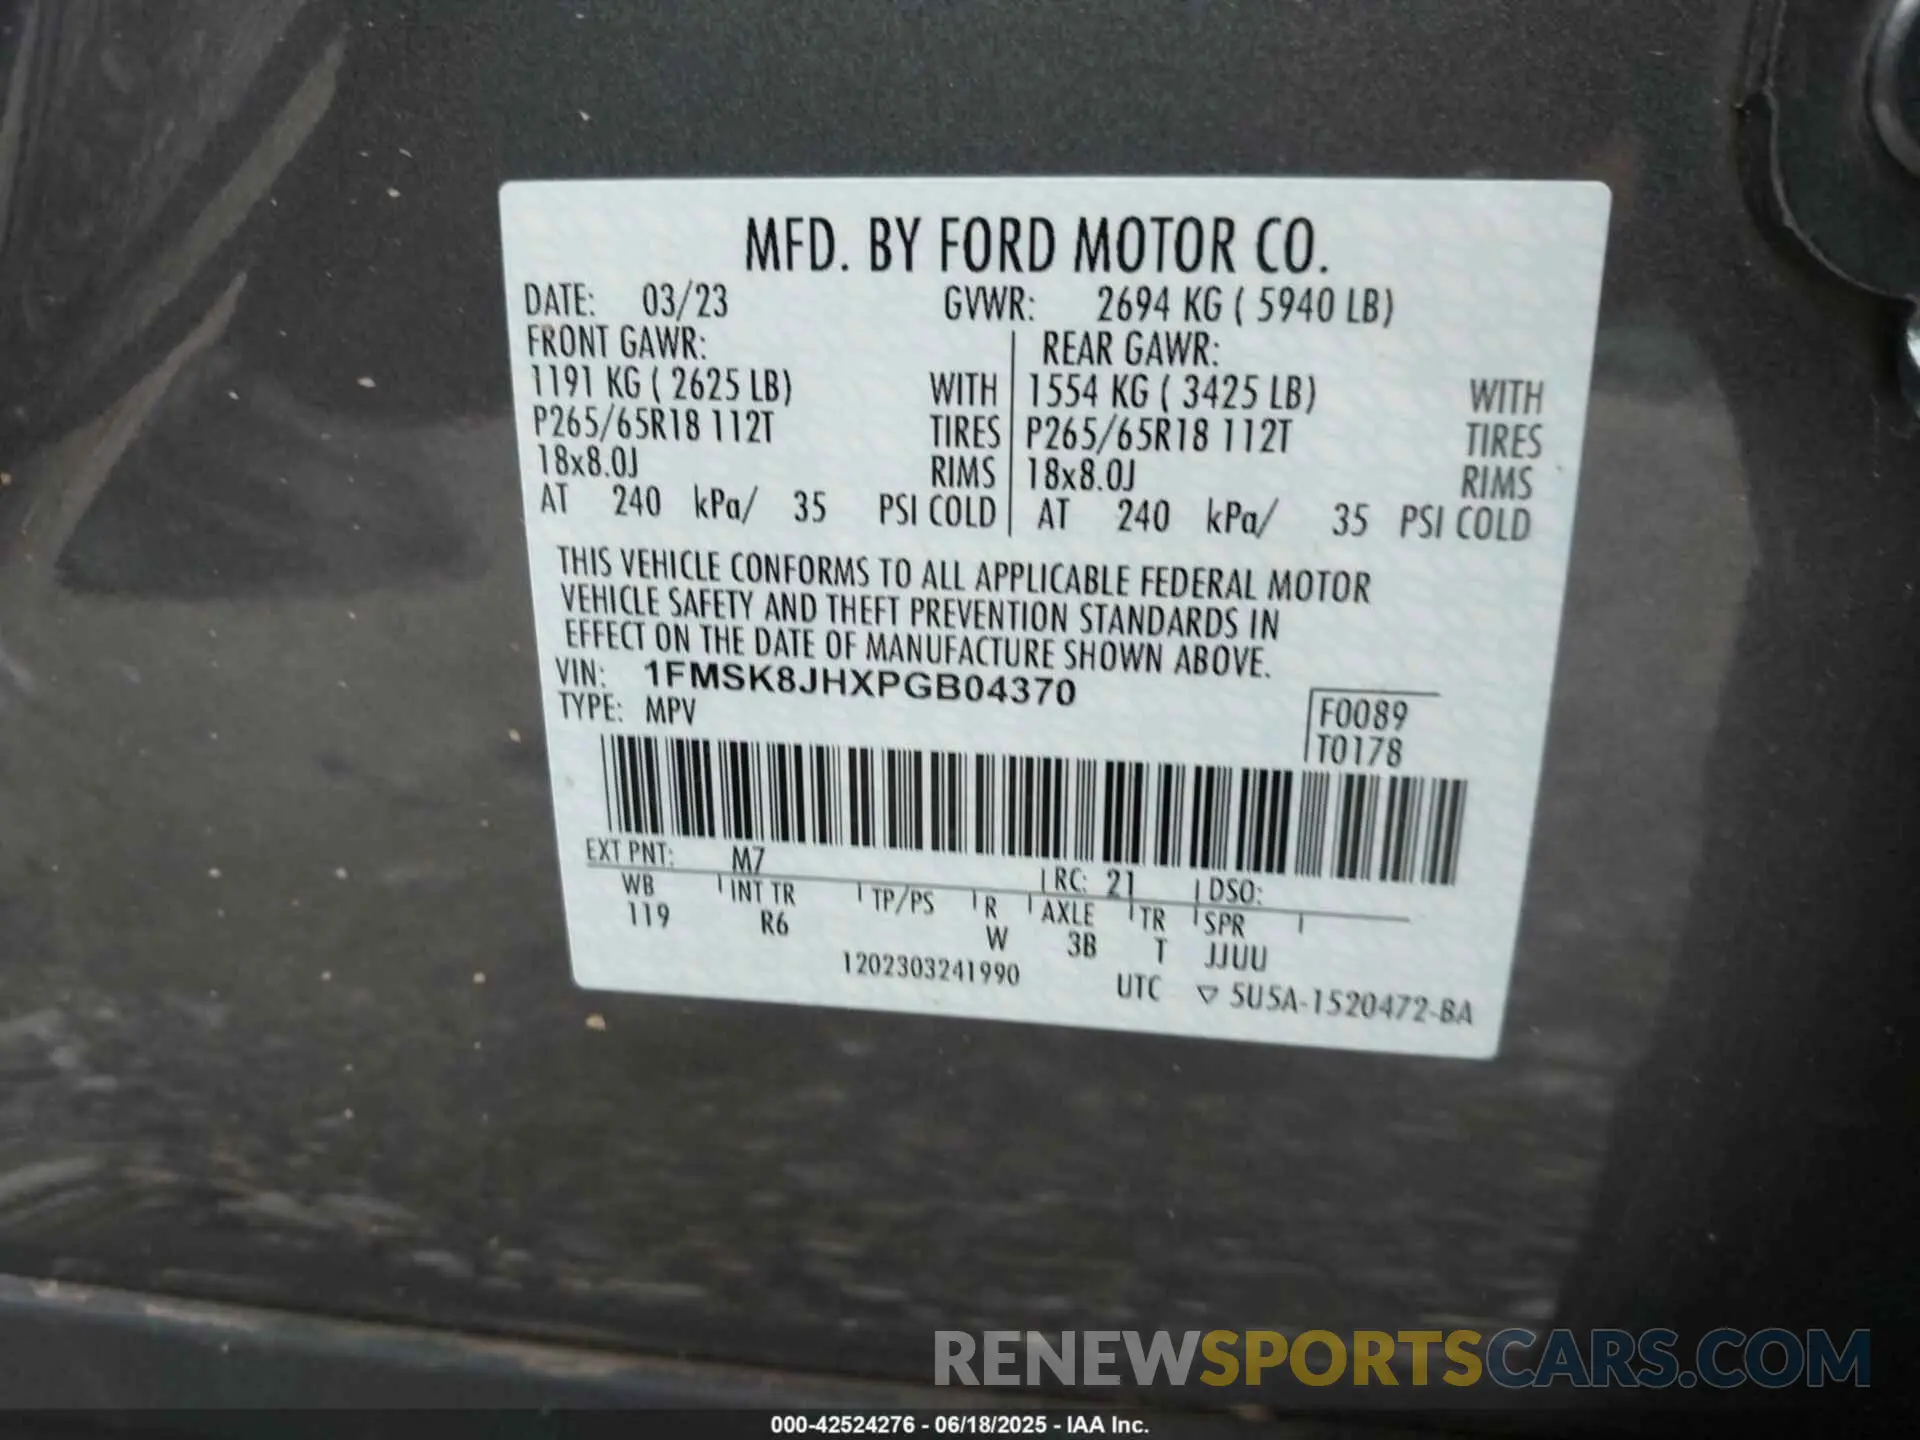 MFD. BY FORD MOTOR CO.
DATE: 03/23 GVWR: 2694 KG ( 5940 LB)
FRONT GAWR: REAR GAWR:
1191 KG ( 2625 LB) WITH 1554 KG ( 3425 LB) WITH
P265/65R18 112T TIRES P265/65R18 112T TIRES
18x8.0J RIMS 18x8.0J RIMS
AT 240 kPa/ 35 PSI COLD AT 240 kPa/ 35 PSI COLD
THIS VEHICLE CONFORMS TO ALL APPLICABLE FEDERAL MOTOR
VEHICLE SAFETY AND THEFT PREVENTION STANDARDS IN
EFFECT ON THE DATE OF MANUFACTURE SHOWN ABOVE.
VIN: 1FMSK8JHXPGB04370
TYPE: MPV F0089
T0178
EXT PNT: M7 RC: 21 DSO:
WB INT TR TP/PS R AXLE TR SPR
119 R6 W 3B T JJUU
1202303241990 UTC ▽ 5U5A-1520472-BA
RENEWSPORTSCARS.COM
000-42524276 - 06/18/2025 - IAA Inc.